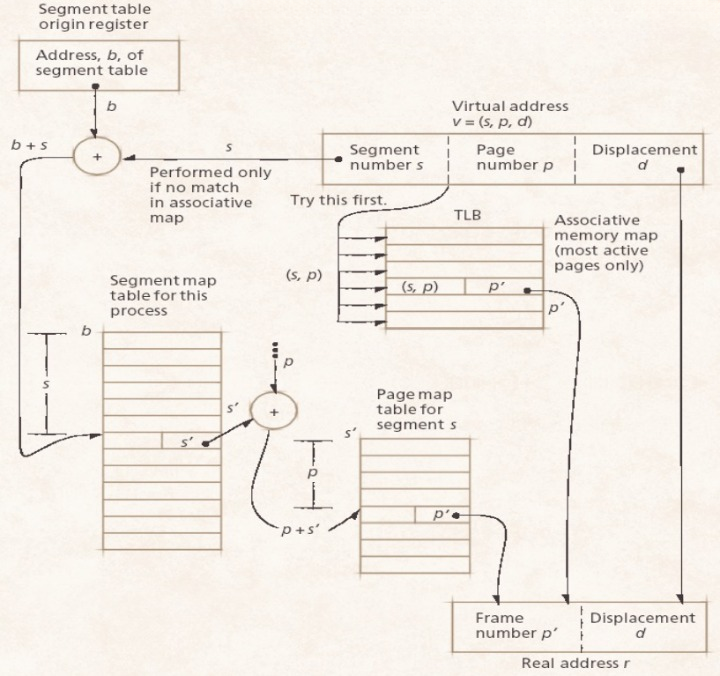 Segment table
origin register
Address, b, of
segment table
b
Virtual address
v = (s, p, d)
b + s
+
s
Segment
number s
Page
number p
Displacement
d
Performed only
if no match
in associative
map
Try this first.
TLB
Associative
memory map
(most active
pages only)
(s, p)
(s, p)
p′
p′
Segment map
table for this
process
b
s
s′
s′
p
+
Page map
table for
segment s
s′
p
p′
p + s′
Frame
number p′
Displacement
d
Real address r